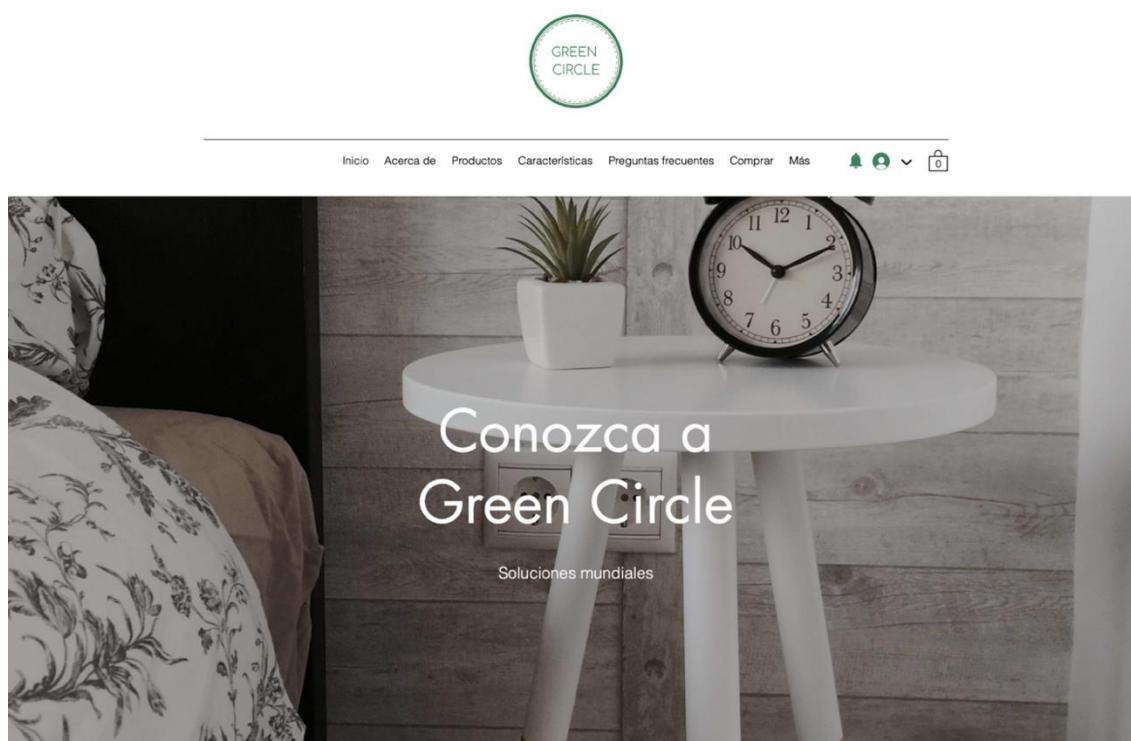 GREEN
CIRCLE
Inicio Acerca de Productos Características Preguntas frecuentes Comprar Más
0
12
11 1
10 2
9 3
8 4
7 5
6
Conozca a
Green Circle
Soluciones mundiales